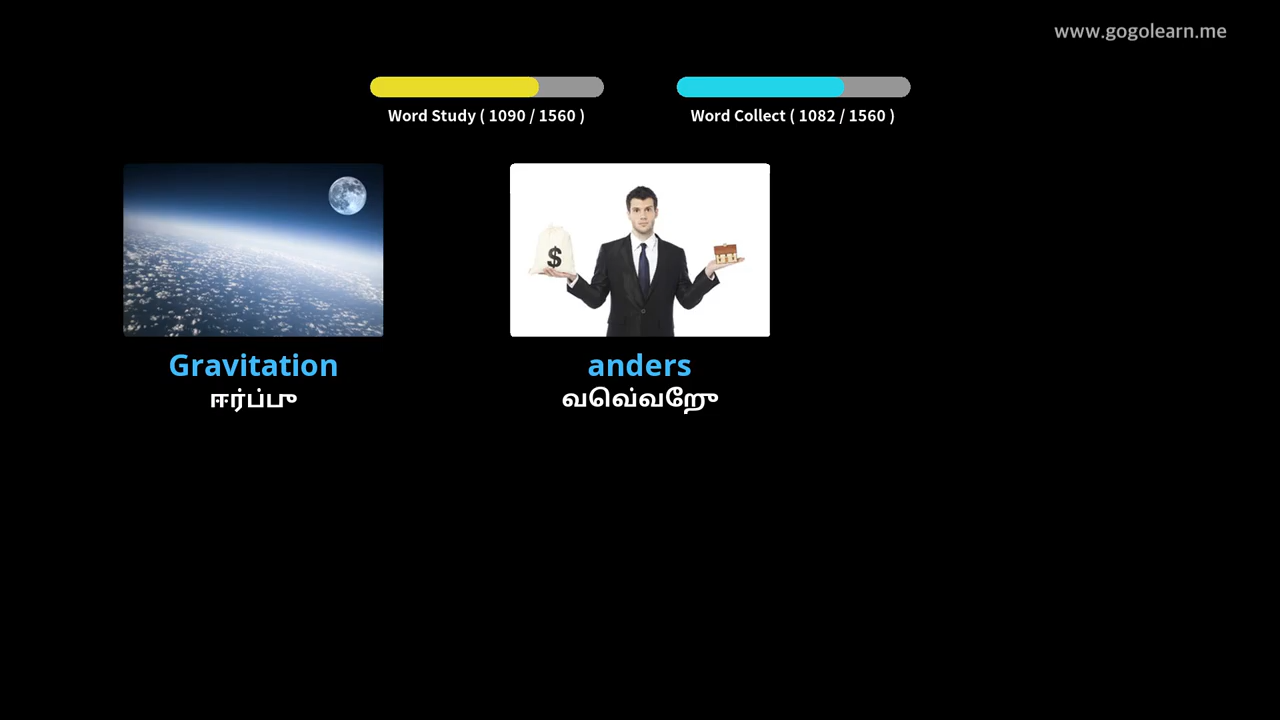 www.gogolearn.me
Word Study ( 1090 / 1560 )
Word Collect ( 1082 / 1560 )
$
Gravitation
ஈர்ப்பு
anders
வெவ்வேறு